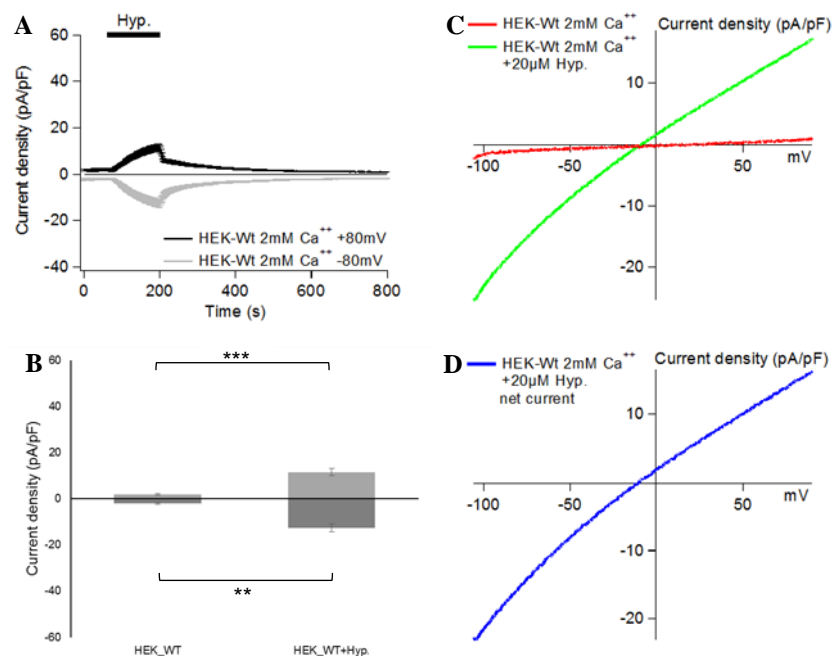 A
Hyp.
60
40
20
0
-20
-40
Current density (pA/pF)
HEK-Wt 2mM Ca++ +80mV
HEK-Wt 2mM Ca++ -80mV
0 200 400 600 800
Time (s)
B
60
40
20
0
-20
-40
-60
Current density (pA/pF)
***
**
HEK_WT HEK_WT+Hyp.
C
HEK-Wt 2mM Ca++
HEK-Wt 2mM Ca++
+20µM Hyp.
Current density (pA/pF)
10
-100 -50 50
mV
-10
-20
D
HEK-Wt 2mM Ca++
+20µM Hyp.
net current
Current density (pA/pF)
10
-100 -50 50
mV
-10
-20